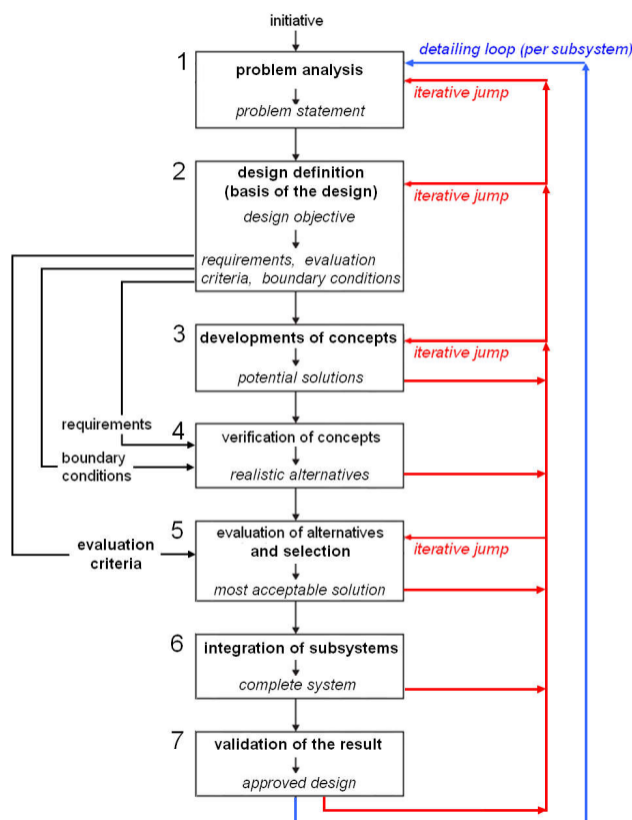 initiative
detailing loop (per subsystem)
1
problem analysis
iterative jump
problem statement
2
design definition
(basis of the design)
iterative jump
design objective
requirements, evaluation
criteria, boundary conditions
3
developments of concepts
iterative jump
potential solutions
requirements
4
verification of concepts
boundary
conditions
realistic alternatives
5
evaluation of alternatives
and selection
iterative jump
evaluation
criteria
most acceptable solution
6
integration of subsystems
complete system
7
validation of the result
approved design